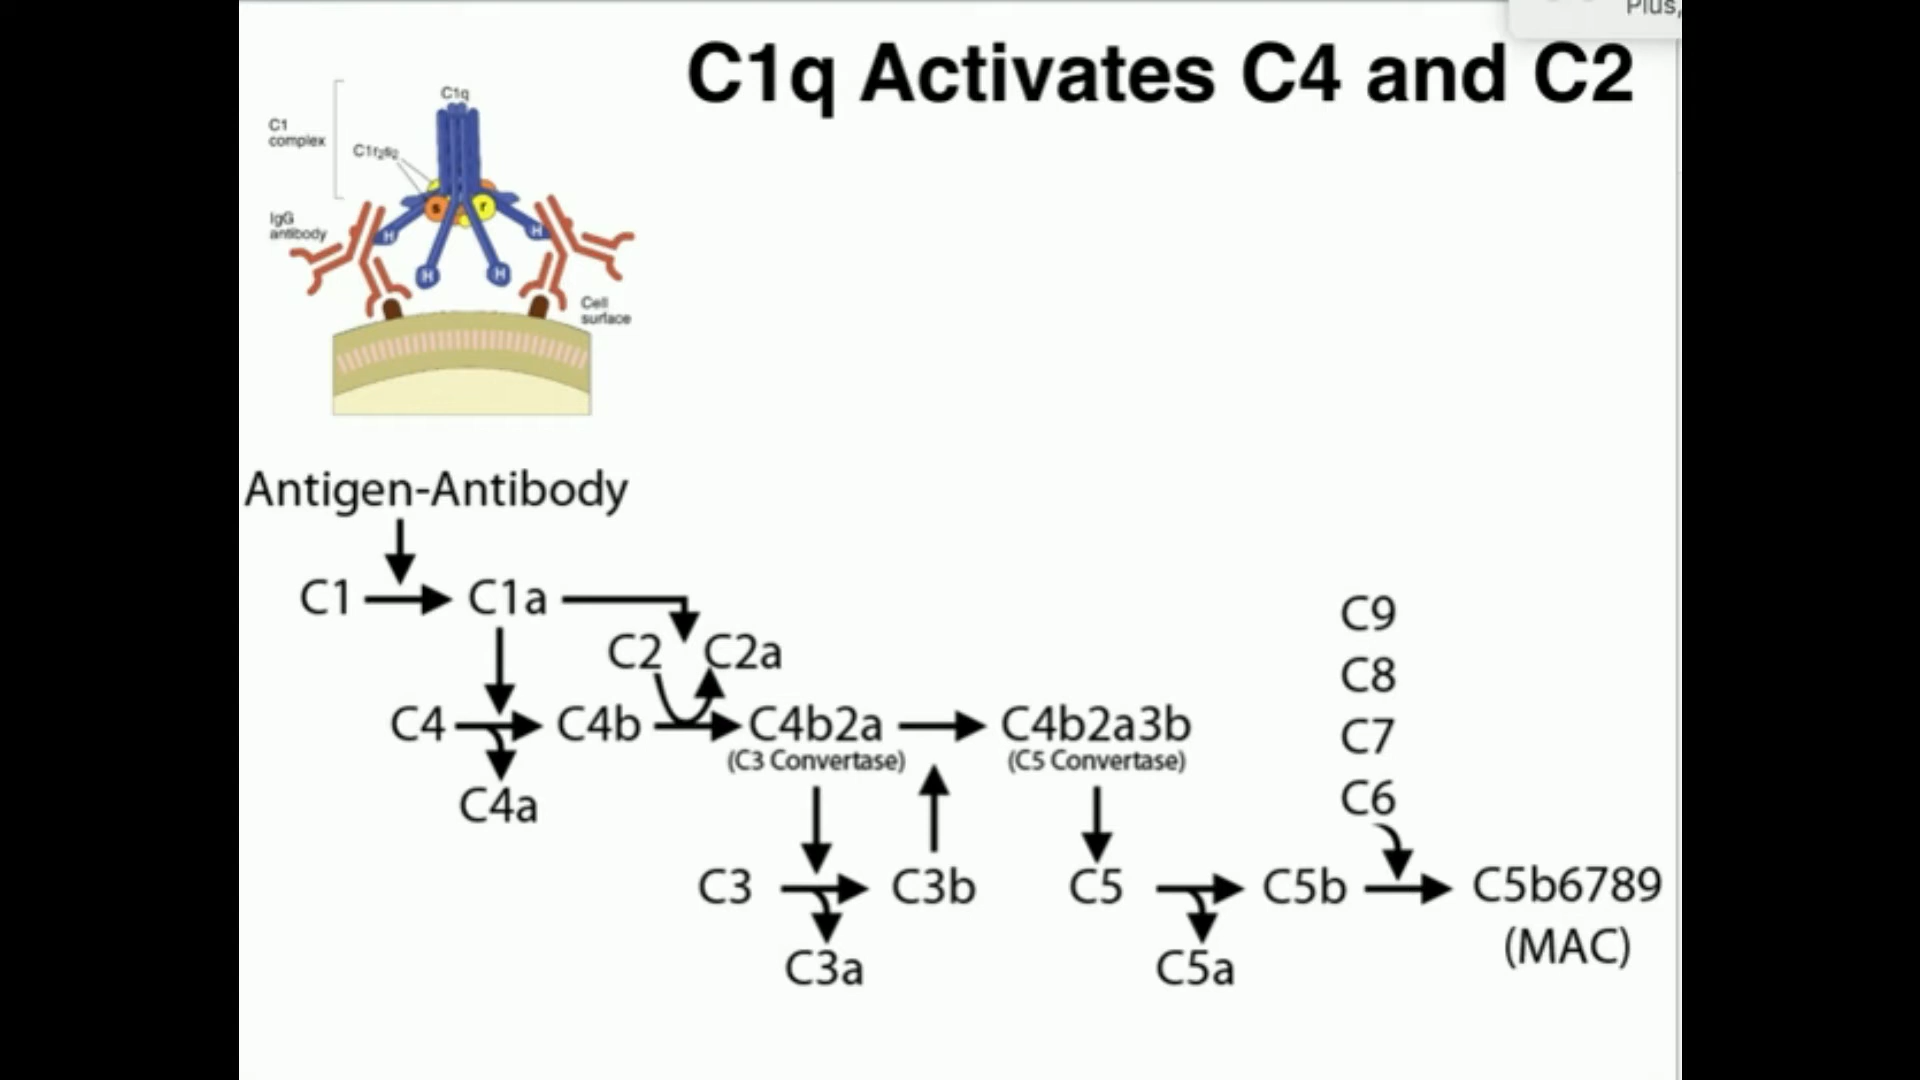 Plus,
C1q Activates C4 and C2
C1q
C1
complex
C1r2s2
s
r
IgG
antibody
H
H
H
H
Cell
surface
Antigen-Antibody
C1
C1a
C2
C2a
C4
C4b
C4b2a
(C3 Convertase)
C4b2a3b
(C5 Convertase)
C4a
C9
C8
C7
C6
C3
C3b
C5
C5b
C5b6789
(MAC)
C3a
C5a